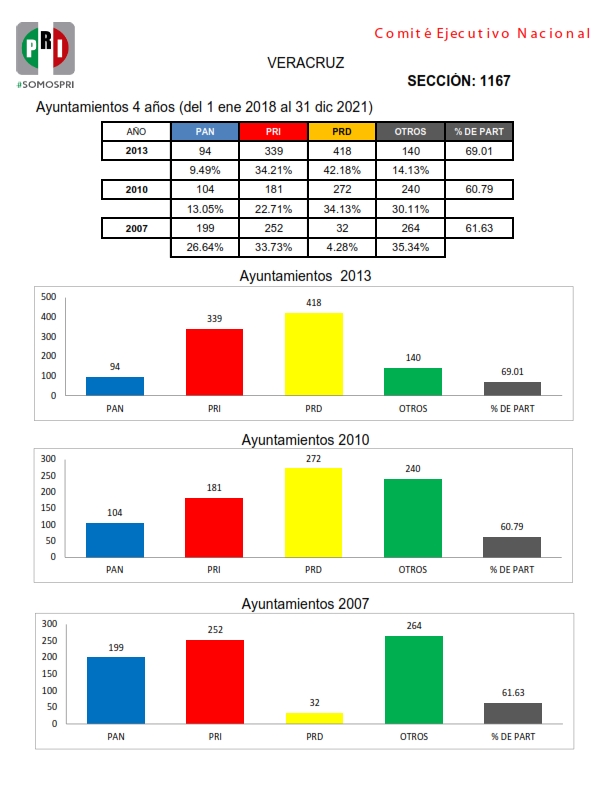 Comité Ejecutivo Nacional
PRI
#SOMOSPRI
VERACRUZ
SECCIÓN: 1167
Ayuntamientos 4 años (del 1 ene 2018 al 31 dic 2021)
AÑO PAN PRI PRD OTROS % DE PART
2013 94 339 418 140 69.01
9.49% 34.21% 42.18% 14.13%
2010 104 181 272 240 60.79
13.05% 22.71% 34.13% 30.11%
2007 199 252 32 264 61.63
26.64% 33.73% 4.28% 35.34%
Ayuntamientos 2013
500
400
300
200
100
0
94 339 418 140 69.01
PAN PRI PRD OTROS % DE PART
Ayuntamientos 2010
300
250
200
150
100
50
0
104 181 272 240 60.79
PAN PRI PRD OTROS % DE PART
Ayuntamientos 2007
300
250
200
150
100
50
0
199 252 32 264 61.63
PAN PRI PRD OTROS % DE PART